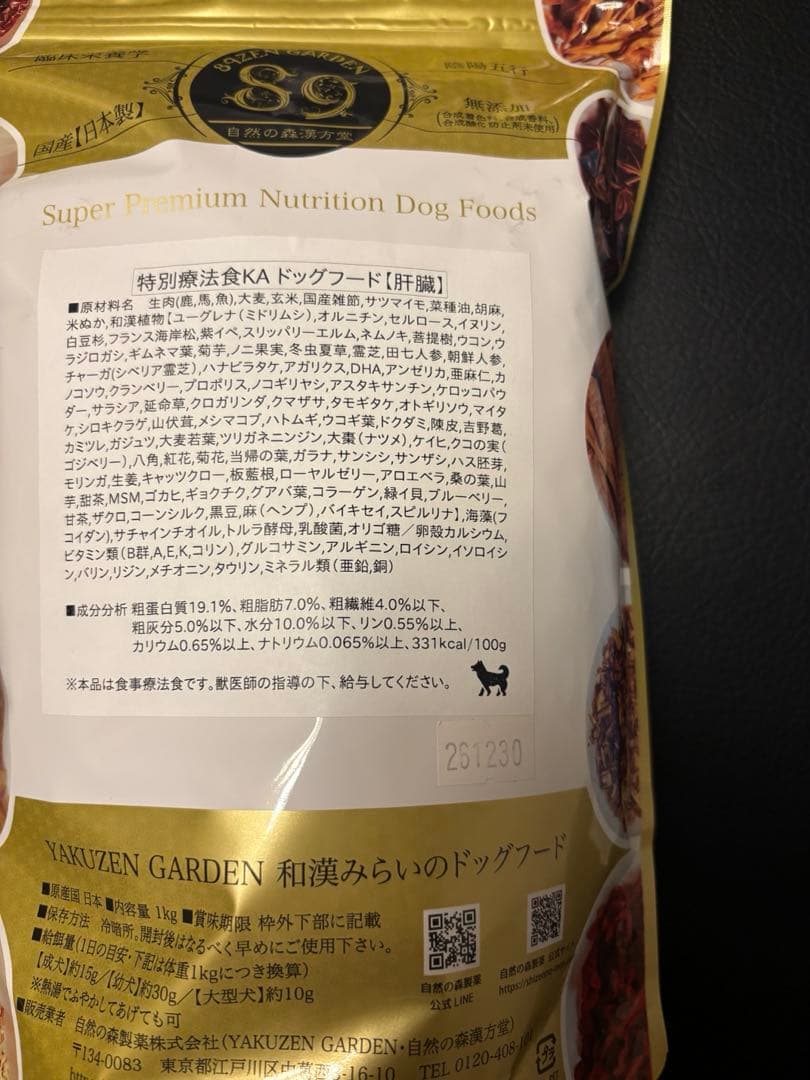 臨床栄養学
89ZEN GARDEN
陰陽五行
89
国産【日本製】
無添加
(合成着色料、合成香料、
合成酸化防止剤未使用)
自然の森漢方堂
Super Premium Nutrition Dog Foods
特別療法食KA ドッグフード【肝臓】
■原材料名 生肉(鹿,馬,魚),大麦,玄米,国産雑節,サツマイモ,菜種油,胡麻,
米ぬか,和漢植物【ユーグレナ(ミドリムシ),オルニチン,セルロース,イヌリン,
白豆杉,フランス海岸松,紫イペ,スリッパリーエルム,ネムノキ,菩提樹,ウコン,ウ
ラジロガシ,ギムネマ葉,菊芋,ノニ果実,冬虫夏草,霊芝,田七人参,朝鮮人参,
チャーガ(シベリア霊芝),ハナビラタケ,アガリクス,DHA,アンゼリカ,亜麻仁,カ
ノコソウ,クランベリー,プロポリス,ノコギリヤシ,アスタキサンチン,ケロッコパウ
ダー,サラシア,延命草,クロガリンダ,クマザサ,タモギタケ,オトギリソウ,マイタ
ケ,シロキクラゲ,山伏茸,メシマコブ,ハトムギ,ウコギ葉,ドクダミ,陳皮,吉野葛,
カミツレ,ガジュツ,大麦若葉,ツリガネニンジン,大棗(ナツメ),ケイヒ,クコの実(
ゴジベリー),八角,紅花,菊花,当帰の葉,ガラナ,サンシシ,サンザシ,ハス胚芽,
モリンガ,生姜,キャッツクロー,板藍根,ローヤルゼリー,アロエベラ,桑の葉,山
芋,甜茶,MSM,ゴカヒ,ギョクチク,グアバ葉,コラーゲン,緑イ貝,ブルーベリー,
甘茶,ザクロ,コーンシルク,黒豆,麻(ヘンプ),バイキセイ,スピルリナ】,海藻(フ
コイダン),サチャインチオイル,トルラ酵母,乳酸菌,オリゴ糖/卵殻カルシウム,
ビタミン類(B群,A,E,K,コリン),グルコサミン,アルギニン,ロイシン,イソロイシ
ン,バリン,リジン,メチオニン,タウリン,ミネラル類(亜鉛,銅)
■成分分析 粗蛋白質19.1%、粗脂肪7.0%、粗繊維4.0%以下、
粗灰分5.0%以下、水分10.0%以下、リン0.55%以上、
カリウム0.65%以上、ナトリウム0.065%以上、331kcal/100g
※本品は食事療法食です。獣医師の指導の下、給与してください。
261230
YAKUZEN GARDEN 和漢みらいのドッグフード
■原産国 日本 ■内容量 1kg ■賞味期限 枠外下部に記載
■保存方法 冷暗所。開封後はなるべく早めにご使用下さい。
■給餌量(1日の目安・下記は体重1kgにつき換算)
【成犬】約15g/【幼犬】約30g/【大型犬】約10g
※熱湯でふやかしてあげても可
自然の森製薬
公式LINE
自然の森製薬 公式サイト
■販売業者 自然の森製薬株式会社(YAKUZEN GARDEN・自然の森漢方堂)
〒134-0083 東京都江戸川区中葛西 3-16-10 TEL 0120-408-
プラ